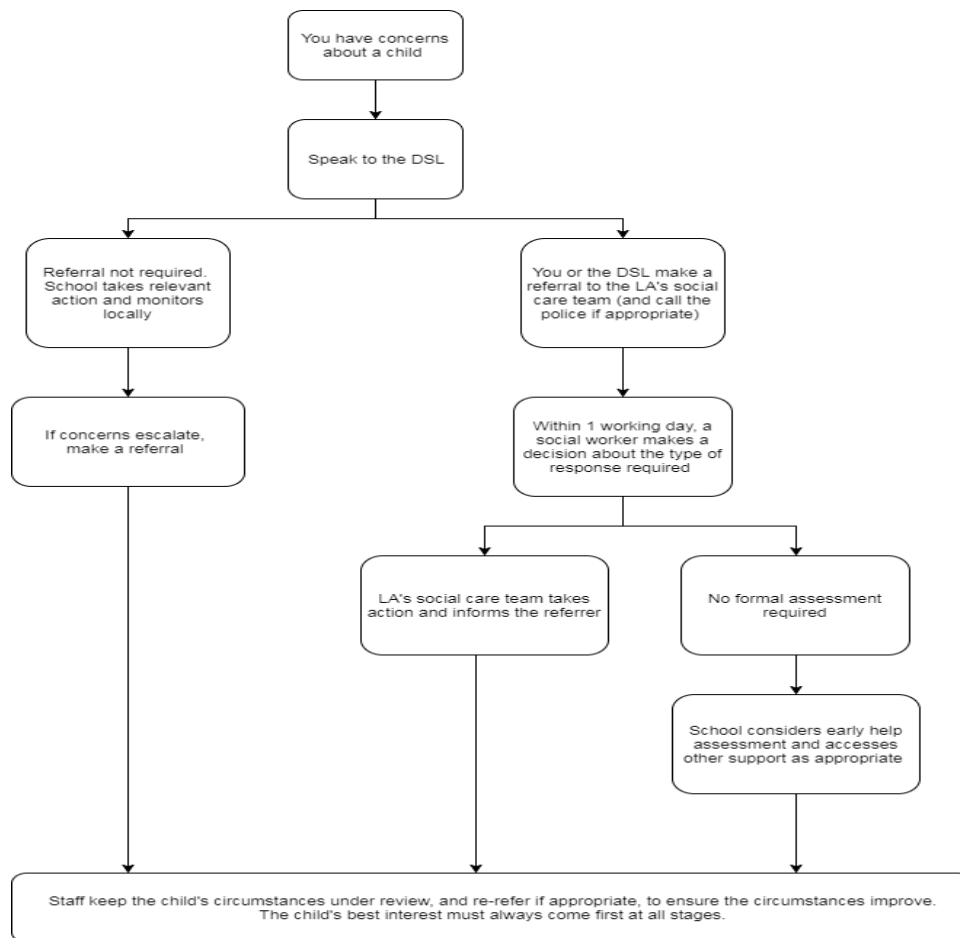 You have concerns
about a child
Speak to the DSL
Referral not required.
School takes relevant
action and monitors
locally
You or the DSL make a
referral to the LA's social
care team (and call the
police if appropriate)
If concerns escalate,
make a referral
Within 1 working day, a
social worker makes a
decision about the type of
response required
LA's social care team takes
action and informs the referrer
No formal assessment
required
School considers early help
assessment and accesses
other support as appropriate
Staff keep the child's circumstances under review, and re-refer if appropriate, to ensure the circumstances improve.
The child's best interest must always come first at all stages.